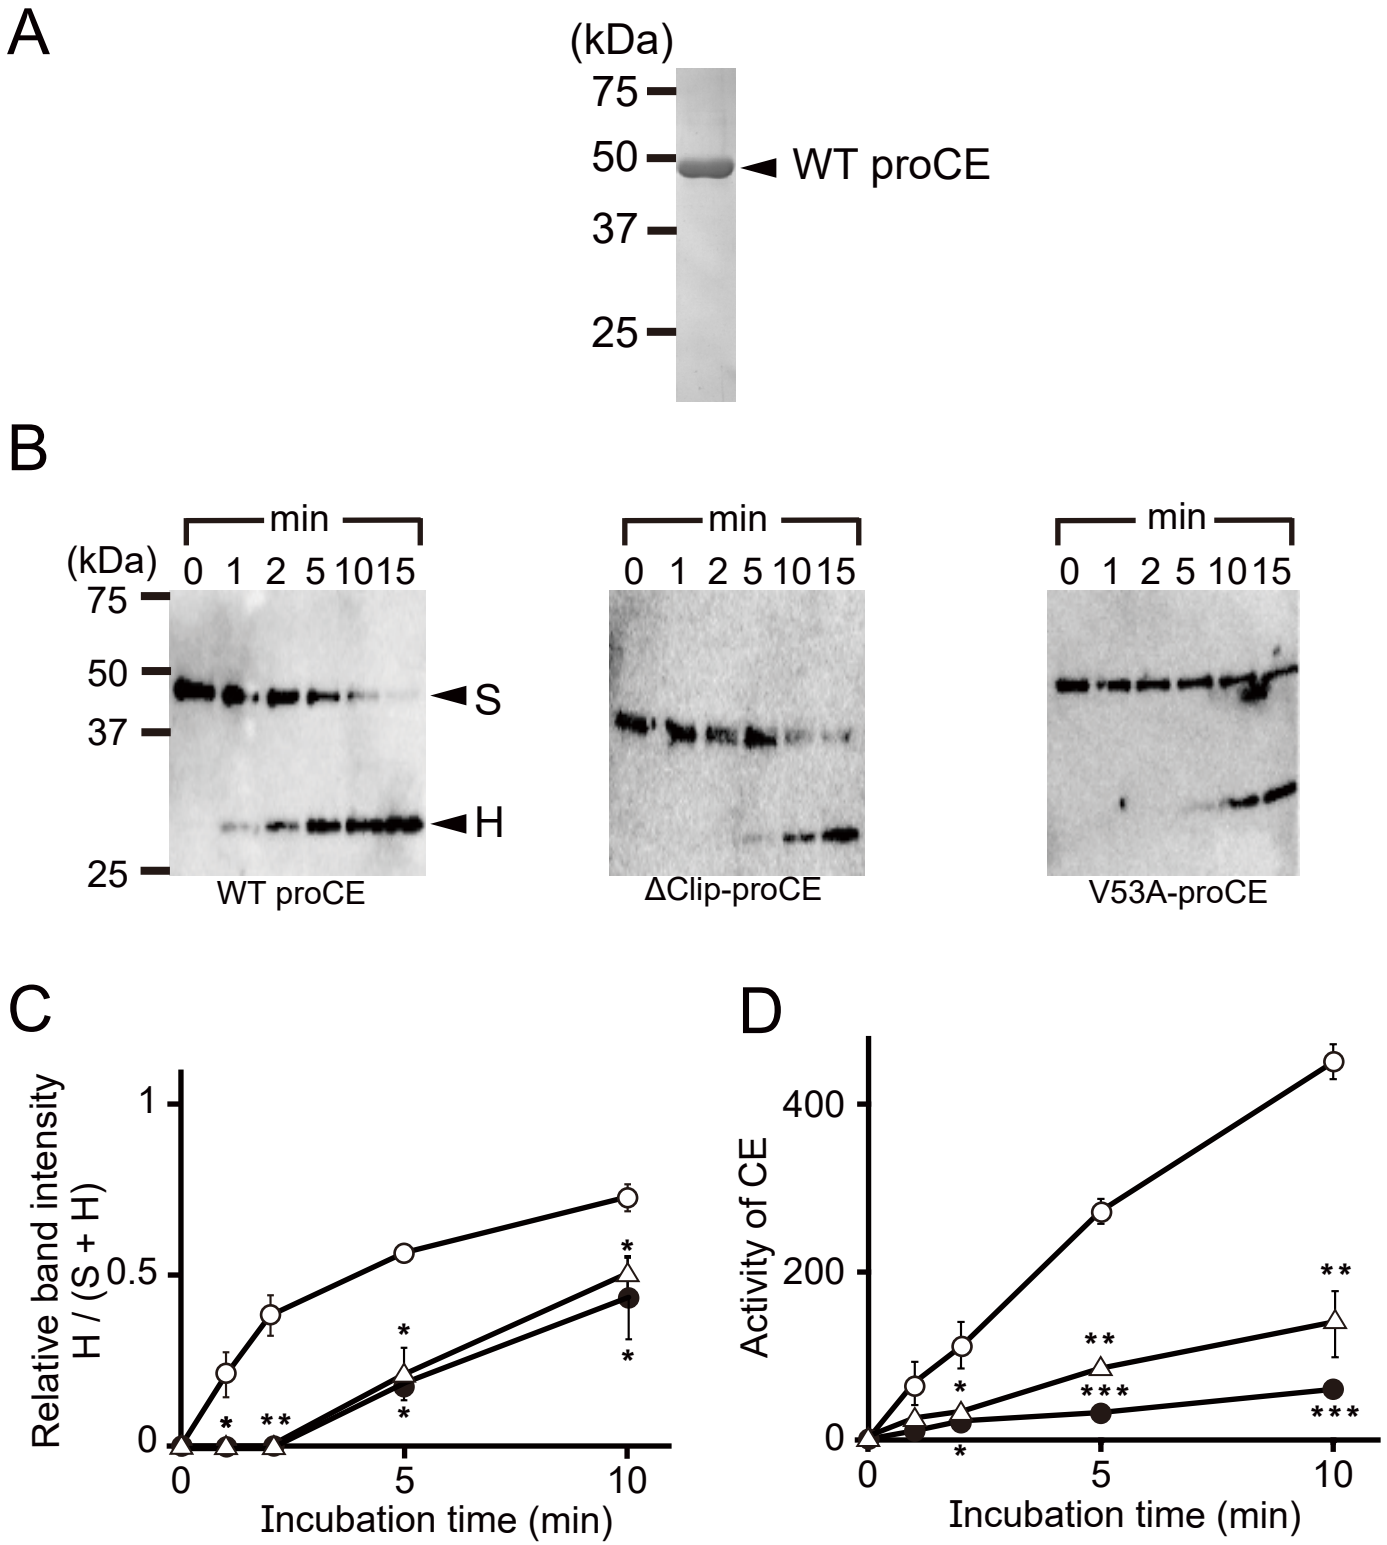 A
(kDa)
75
50
WT proCE
37
25
B
min
min
min
(kDa)
0 1 2 5 10 15
0 1 2 5 10 15
0 1 2 5 10 15
75
50
S
37
H
25
WT proCE
ΔClip-proCE
V53A-proCE
C
D
Relative band intensity
H / (S + H)
1
0.5
0
*
**
*
*
*
*
0
5
10
Incubation time (min)
Activity of CE
400
200
0
*
*
**
***
**
***
0
5
10
Incubation time (min)